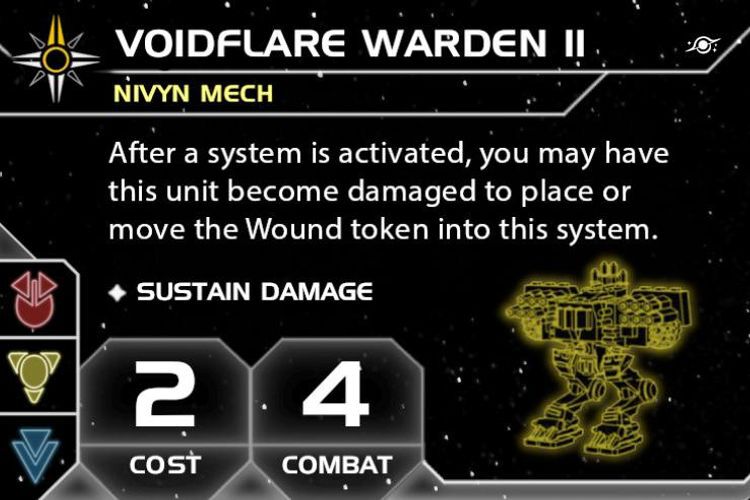 VOIDFLARE WARDEN II
NIVYN MECH
After a system is activated, you may have
this unit become damaged to place or
move the Wound token into this system.
SUSTAIN DAMAGE
2 4
COST COMBAT